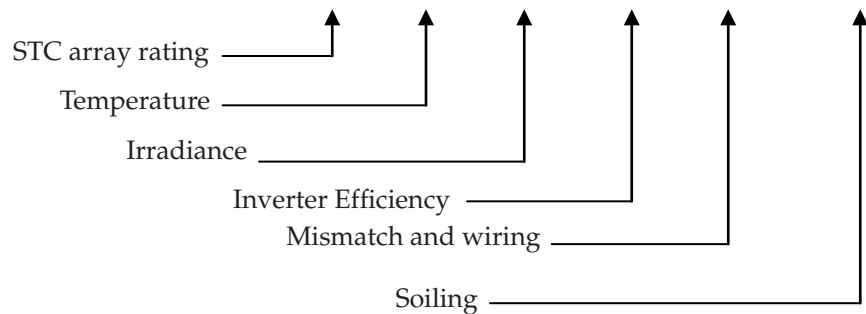 STC array rating
Temperature
Irradiance
Inverter Efficiency
Mismatch and wiring
Soiling